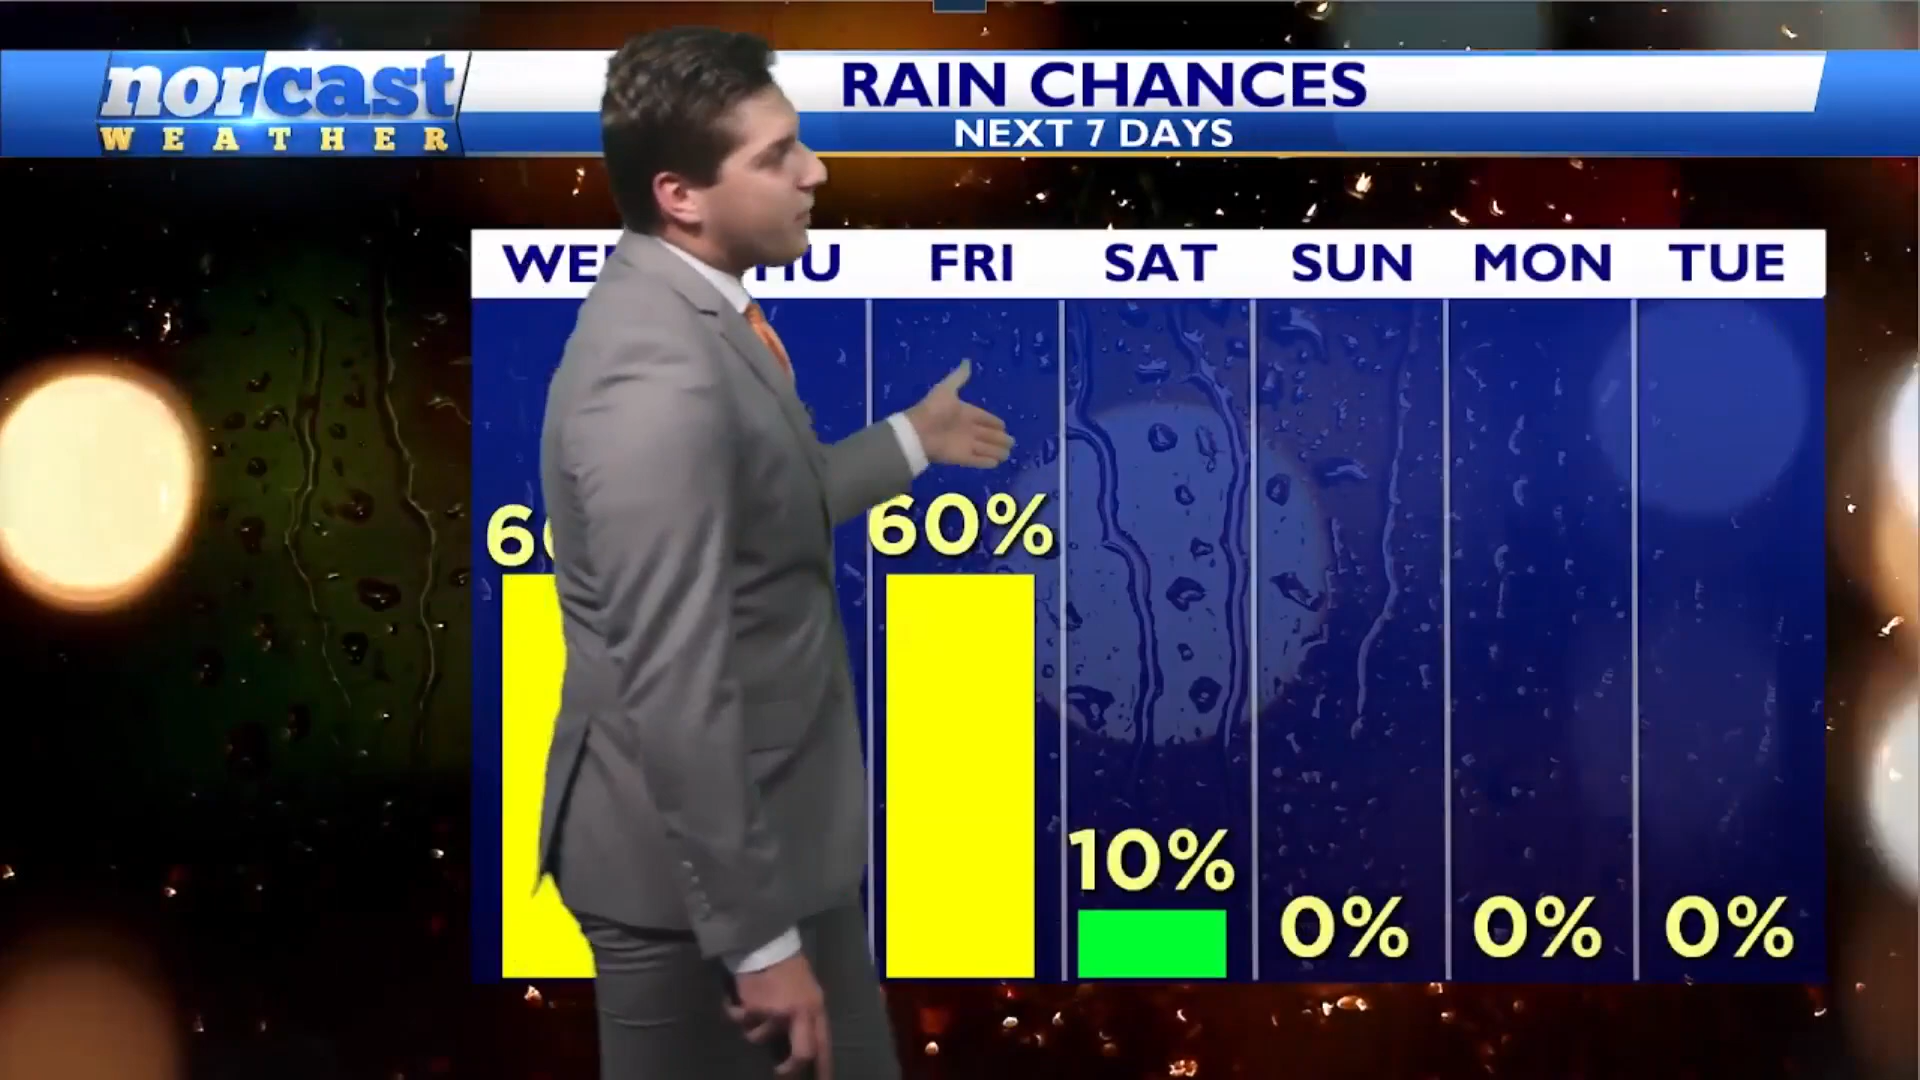 norcast
WEATHER
RAIN CHANCES
NEXT 7 DAYS
FRI SAT SUN MON TUE
60%
10%
0% 0% 0%